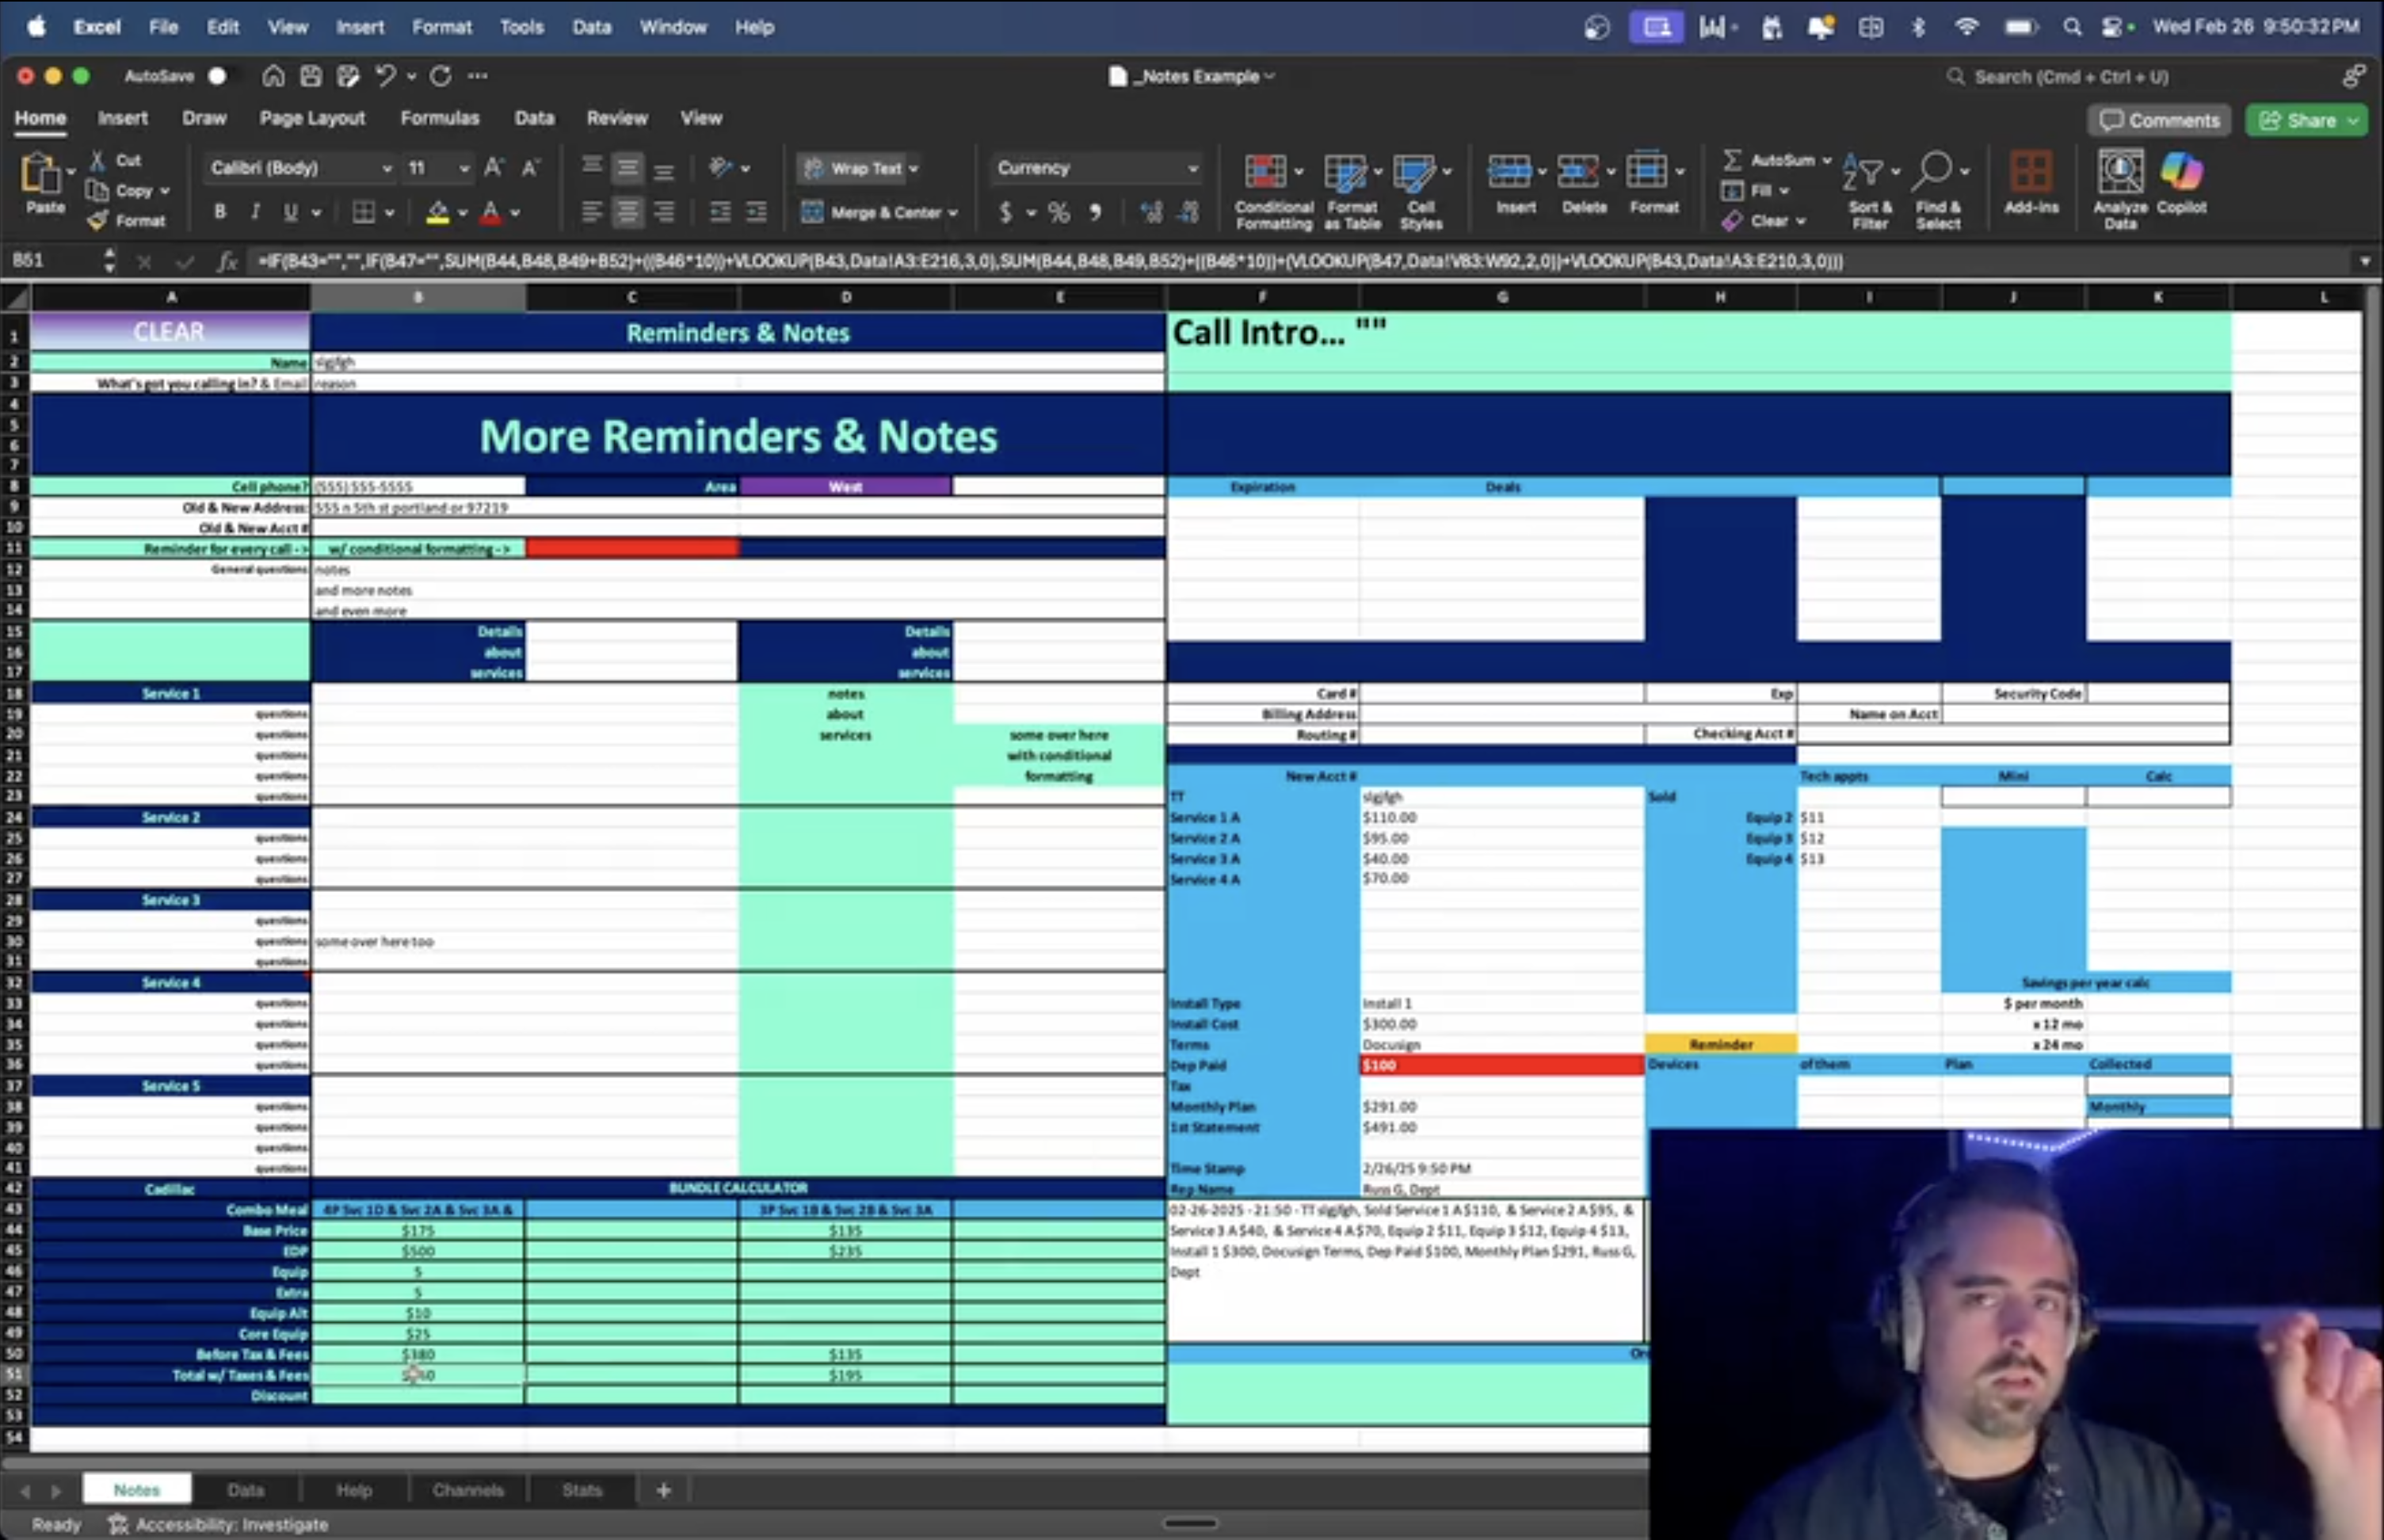 Excel File Edit View Insert Format Tools Data Window Help Wed Feb 26 9:50:32 PM
AutoSave _Notes Example Search (Cmd + Ctrl + U)
Home Insert Draw Page Layout Formulas Data Review View Comments Share
Paste Cut Copy Format
Calibri (Body) 11 Wrap Text Merge & Center Currency
Conditional Formatting Format as Table Cell Styles Insert Delete Format
AutoSum Fill Clear Sort & Filter Find & Select Add-ins Analyze Data Copilot
B51 fx =IF(B43="","",IF(B47="",SUM(B44,B48,B49+B52)+((B46*10))+VLOOKUP(B43,Data!A3:E216,3,0),SUM(B44,B48,B49,B52)+((B46*10))+(VLOOKUP(B47,Data!V83:W92,2,0))+VLOOKUP(B43,Data!A3:E210,3,0)))
A B C D E F G H I J K L
1 CLEAR Reminders & Notes Call Intro... ""
2 Name slgjfgh
3 What's got you calling in? & Email reason
4
5 More Reminders & Notes
6
7
8 Cell phone? (555) 555-5555 Area West Expiration Deals
9 Old & New Address: 555 n 5th st portland or 97219
10 Old & New Acct #
11 Reminder for every call -> w/ conditional formatting ->
12 General questions notes
13 and more notes
14 and even more
15 Details Details
16 about about
17 services services
18 Service 1 notes Card # Exp Security Code
19 questions about Billing Address Name on Acct
20 questions services some over here Routing # Checking Acct #
21 questions with conditional
22 questions formatting New Acct # Tech appts Mini Calc
23 questions TT slgjfgh Sold
24 Service 2 Service 1 A $110.00 Equip 2 $11
25 questions Service 2 A $95.00 Equip 3 $12
26 questions Service 3 A $40.00 Equip 4 $13
27 questions Service 4 A $70.00
28 Service 3
29 questions
30 questions some over here too
31 questions
32 Service 4 Savings per year calc
33 questions Install Type Install 1 $ per month
34 questions Install Cost $300.00 x 12 mo
35 questions Terms Docusign Reminder x 24 mo
36 questions Dep Paid $100 Devices of them Plan Collected
37 Service 5 Tax
38 questions Monthly Plan $291.00 Monthly
39 questions 1st Statement $491.00
40 questions
41 questions Time Stamp 2/26/25 9:50 PM
42 Cadillac BUNDLE CALCULATOR Rep Name Russ G, Dept
43 Combo Meal 4P Svc 1D & Svc 2A & Svc 3A & 3P Svc 1B & Svc 2B & Svc 3A 02-26-2025 - 21:50 - TT slgjfgh, Sold Service 1 A $110, & Service 2 A $95, &
44 Base Price $175 $135 Service 3 A $40, & Service 4 A $70, Equip 2 $11, Equip 3 $12, Equip 4 $13,
45 EDP $500 $235 Install 1 $300, Docusign Terms, Dep Paid $100, Monthly Plan $291, Russ G,
46 Equip 5 Dept
47 Extra 5
48 Equip Alt $10
49 Core Equip $25
50 Before Tax & Fees $380 $135
51 Total w/ Taxes & Fees $195
52 Discount
53
54
Notes Data Help Channels Stats +
Ready Accessibility: Investigate